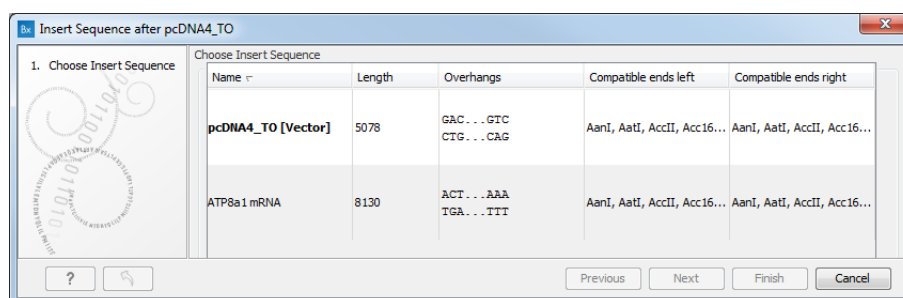 Bx Insert Sequence after pcDNA4_TO
x
1. Choose Insert Sequence
Choose Insert Sequence
Name Length Overhangs Compatible ends left Compatible ends right
pcDNA4_TO [Vector] 5078 GAC...GTC AanI, AatI, AccII, Acc16... AanI, AatI, AccII, Acc16...
CTG...CAG
ATP8a1 mRNA 8130 ACT...AAA AanI, AatI, AccII, Acc16... AanI, AatI, AccII, Acc16...
TGA...TTT
? Previous Next Finish Cancel